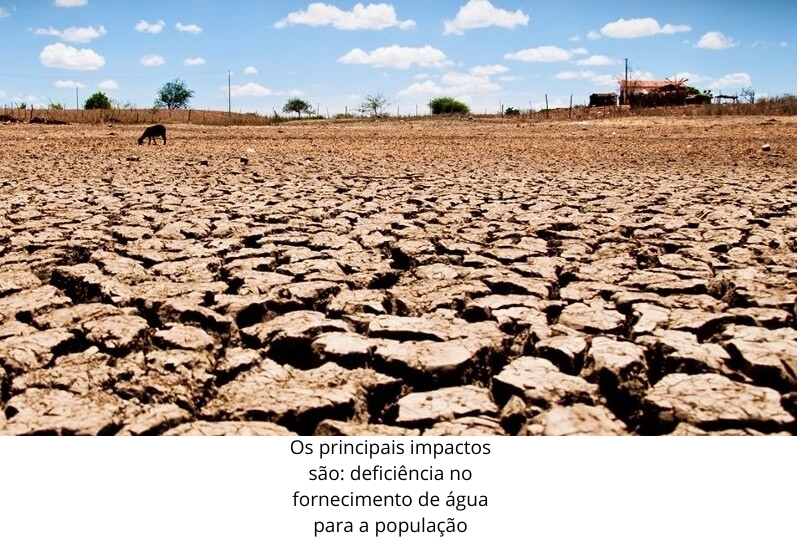 Os principais impactos
são: deficiência no
fornecimento de água
para a população